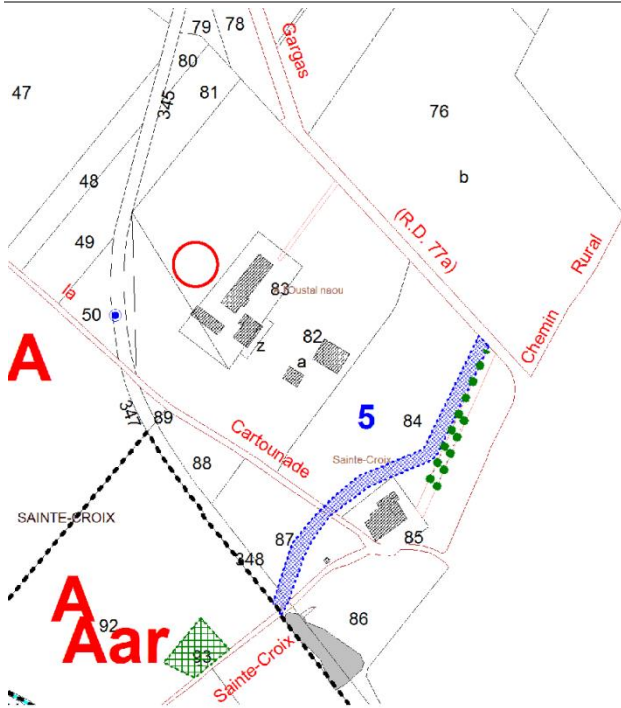 79
78
Gargas
80
345
81
47
76
48
b
(R.D. 77a)
Rural
49
la
83
Oustal naou
50
82
Chemin
z
A
a
347
89
5
84
Cartounade
88
Sainte-Croix
SAINTE-CROIX
87
85
348
A
92
86
Aar
93
Sainte-Croix